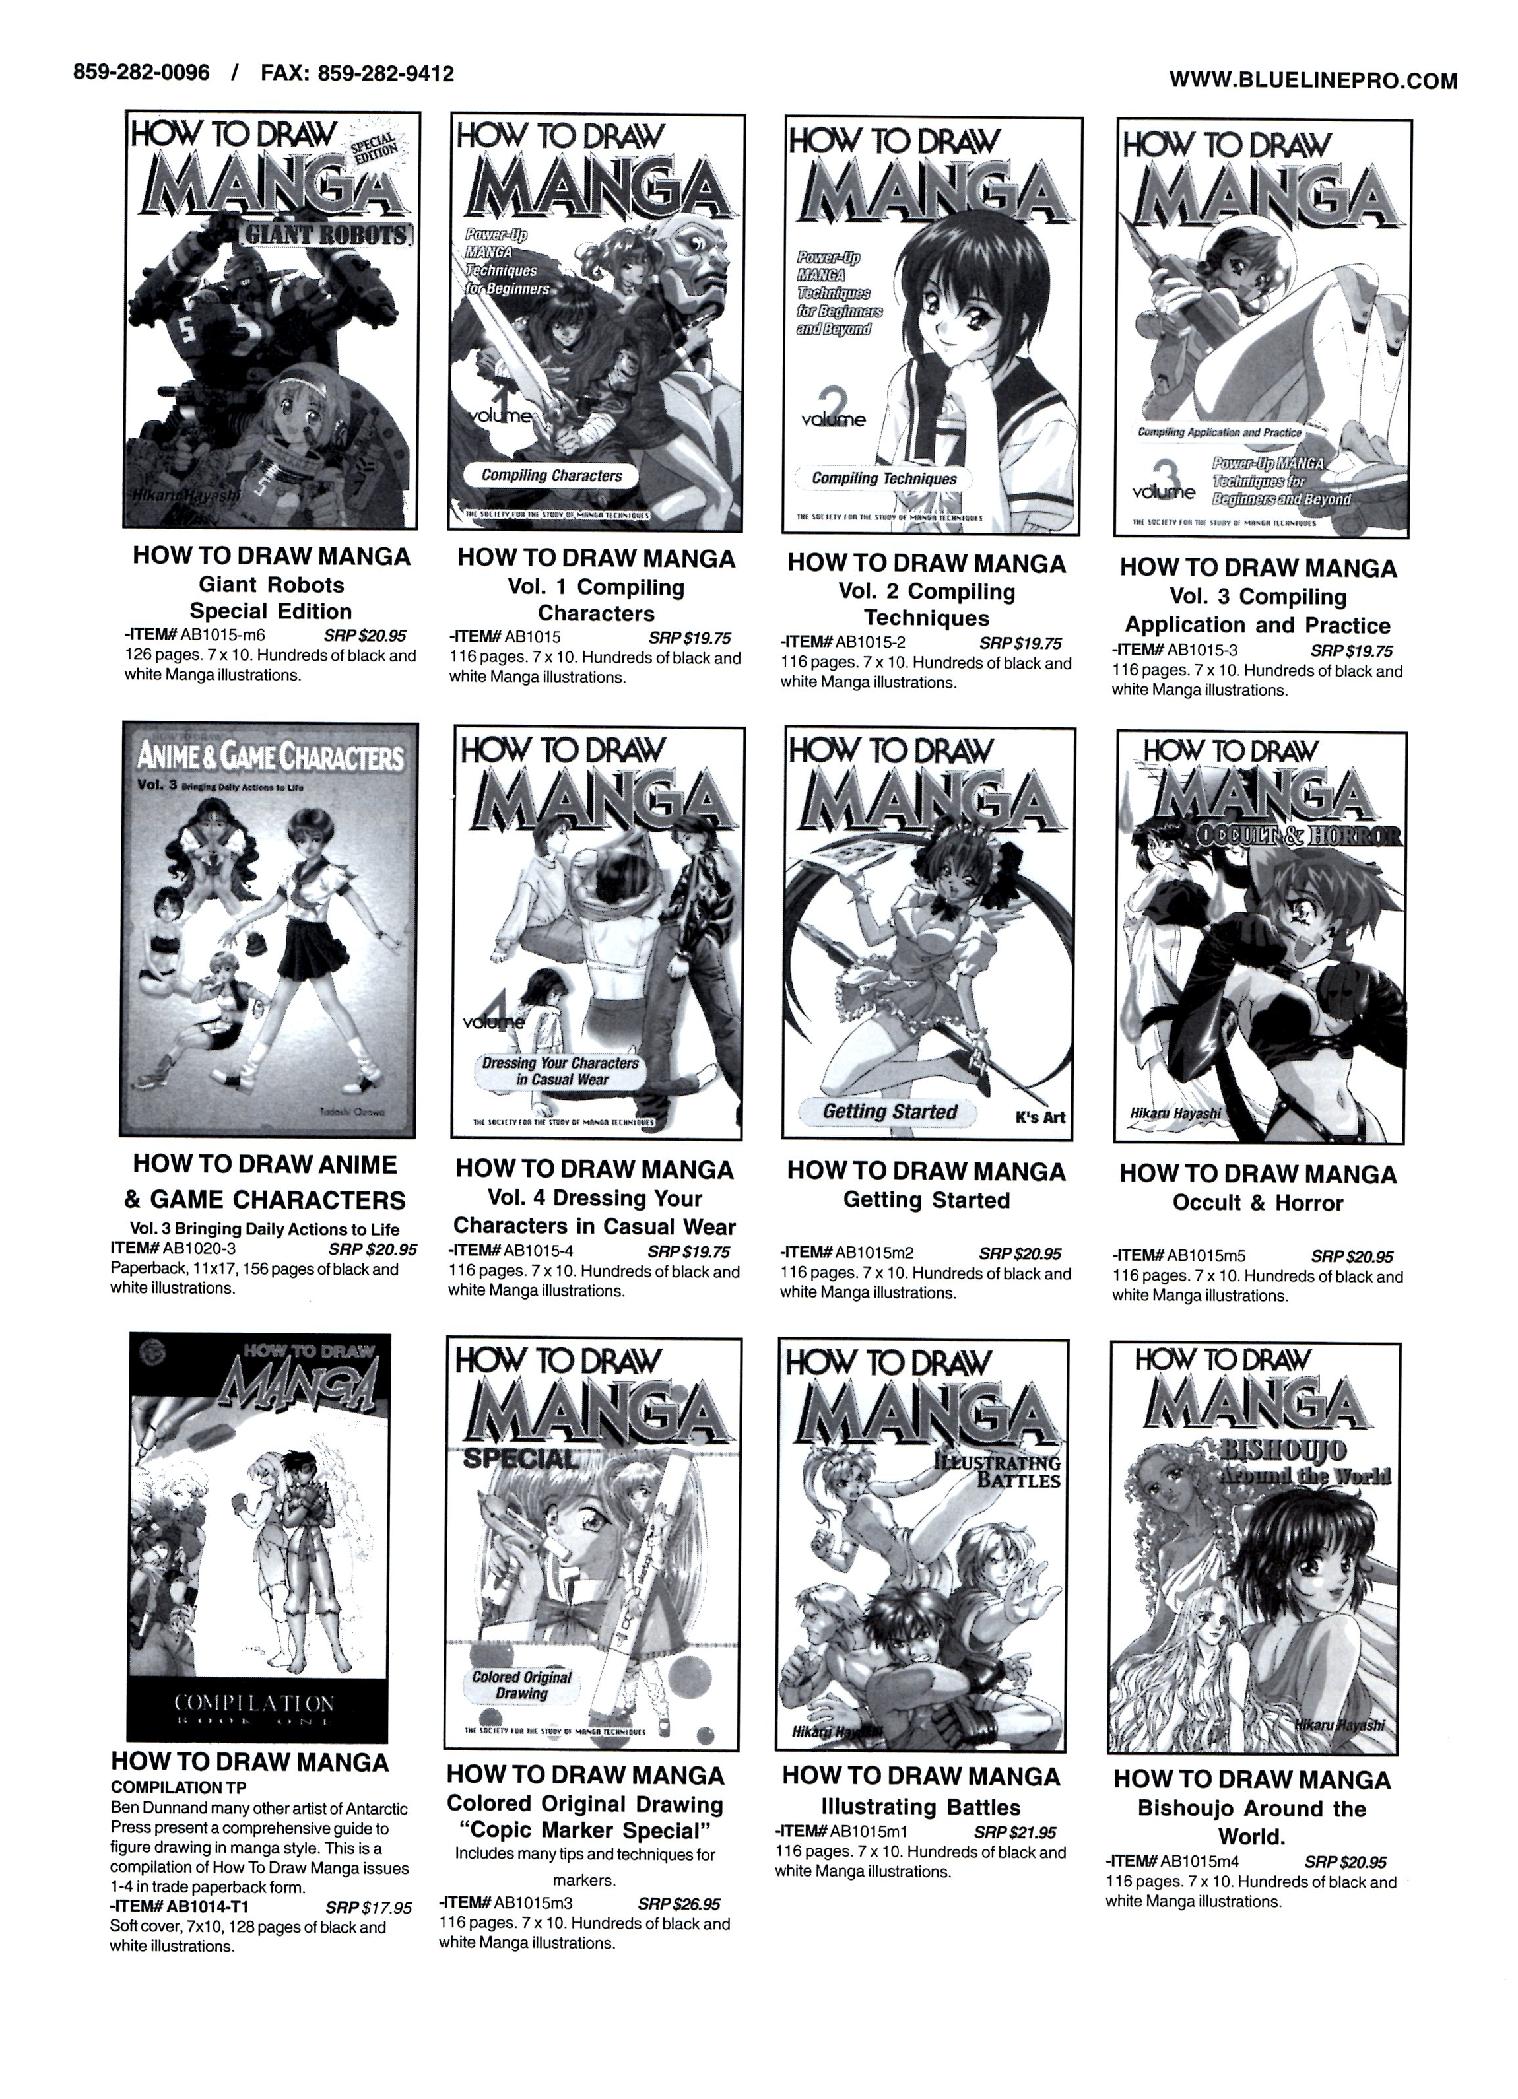 859-282-0096 / FAX: 859-282-9412
WWW.BLUELINEPRO.COM
HOW TO DRAW
MANGA
SPECIAL
EDITION
GIANT ROBOTS
Hikaru Hayashi
HOW TO DRAW MANGA
Giant Robots
Special Edition
-ITEM# AB1015-m6 SRP $20.95
126 pages. 7 x 10. Hundreds of black and
white Manga illustrations.
HOW TO DRAW
MANGA
Power-Up
MANGA
Techniques
for Beginners
volume 1
Compiling Characters
THE SOCIETY FOR THE STUDY OF MANGA TECHNIQUES
HOW TO DRAW MANGA
Vol. 1 Compiling
Characters
-ITEM# AB1015 SRP $19.75
116 pages. 7 x 10. Hundreds of black and
white Manga illustrations.
HOW TO DRAW
MANGA
Power-Up
MANGA
Techniques
for Beginners
and Beyond
2
volume
Compiling Techniques
THE SOCIETY FOR THE STUDY OF MANGA TECHNIQUES
HOW TO DRAW MANGA
Vol. 2 Compiling
Techniques
-ITEM# AB1015-2 SRP $19.75
116 pages. 7 x 10. Hundreds of black and
white Manga illustrations.
HOW TO DRAW
MANGA
Compiling Application and Practice
3
volume
Power-Up MANGA
Techniques for
Beginners and Beyond
THE SOCIETY FOR THE STUDY OF MANGA TECHNIQUES
HOW TO DRAW MANGA
Vol. 3 Compiling
Application and Practice
-ITEM# AB1015-3 SRP $19.75
116 pages. 7 x 10. Hundreds of black and
white Manga illustrations.
HOW TO DRAW
ANIME & GAME CHARACTERS
Vol. 3 Bringing Daily Actions to Life
Tadashi Ozawa
HOW TO DRAW ANIME
& GAME CHARACTERS
Vol. 3 Bringing Daily Actions to Life
ITEM# AB1020-3 SRP $20.95
Paperback, 11x17, 156 pages of black and
white illustrations.
HOW TO DRAW
MANGA
4
volume
Dressing Your Characters
in Casual Wear
THE SOCIETY FOR THE STUDY OF MANGA TECHNIQUES
HOW TO DRAW MANGA
Vol. 4 Dressing Your
Characters in Casual Wear
-ITEM# AB1015-4 SRP $19.75
116 pages. 7 x 10. Hundreds of black and
white Manga illustrations.
HOW TO DRAW
MANGA
Getting Started
K's Art
HOW TO DRAW MANGA
Getting Started
-ITEM# AB1015m2 SRP $20.95
116 pages. 7 x 10. Hundreds of black and
white Manga illustrations.
HOW TO DRAW
MANGA
OCCULT & HORROR
Hikaru Hayashi
HOW TO DRAW MANGA
Occult & Horror
-ITEM# AB1015m5 SRP $20.95
116 pages. 7 x 10. Hundreds of black and
white Manga illustrations.
HOW TO DRAW
MANGA
COMPILATION
BOOK ONE
HOW TO DRAW MANGA
COMPILATION TP
Ben Dunnand many other artist of Antarctic
Press present a comprehensive guide to
figure drawing in manga style. This is a
compilation of How To Draw Manga issues
1-4 in trade paperback form.
-ITEM# AB1014-T1 SRP $17.95
Soft cover, 7x10, 128 pages of black and
white illustrations.
HOW TO DRAW
MANGA
SPECIAL
Colored Original
Drawing
THE SOCIETY FOR THE STUDY OF MANGA TECHNIQUES
HOW TO DRAW MANGA
Colored Original Drawing
"Copic Marker Special"
Includes many tips and techniques for
markers.
-ITEM# AB1015m3 SRP $26.95
116 pages. 7 x 10. Hundreds of black and
white Manga illustrations.
HOW TO DRAW
MANGA
ILLUSTRATING
BATTLES
Hikaru Hayashi
HOW TO DRAW MANGA
Illustrating Battles
-ITEM# AB1015m1 SRP $21.95
116 pages. 7 x 10. Hundreds of black and
white Manga illustrations.
HOW TO DRAW
MANGA
BISHOUJO
Around the World
Hikaru Hayashi
HOW TO DRAW MANGA
Bishoujo Around the
World.
-ITEM# AB1015m4 SRP $20.95
116 pages. 7 x 10. Hundreds of black and
white Manga illustrations.